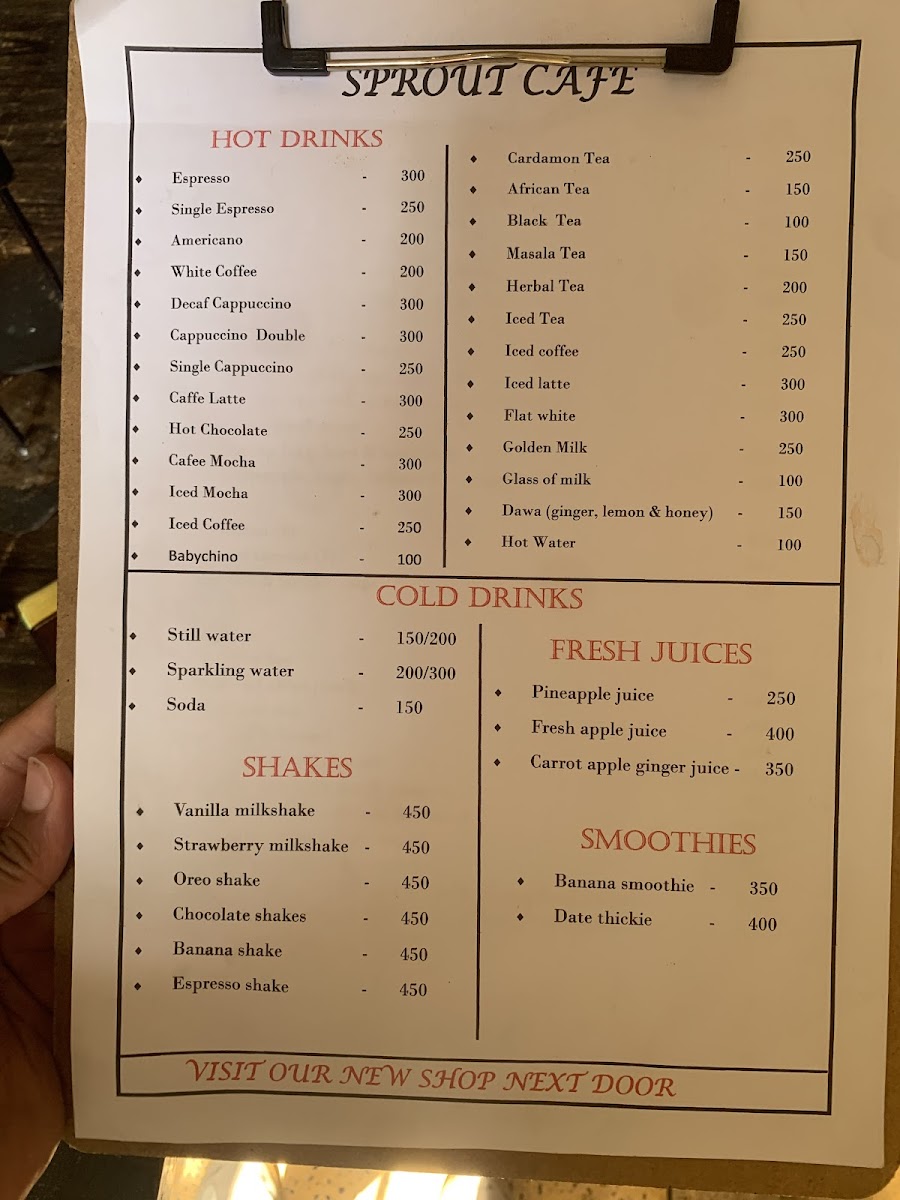 SPROUT CAFE
HOT DRINKS
Espresso - 300
Single Espresso - 250
Americano - 200
White Coffee - 200
Decaf Cappuccino - 300
Cappuccino Double - 300
Single Cappuccino - 250
Caffe Latte - 300
Hot Chocolate - 250
Cafee Mocha - 300
Iced Mocha - 300
Iced Coffee - 250
Babychino - 100
Cardamon Tea - 250
African Tea - 150
Black Tea - 100
Masala Tea - 150
Herbal Tea - 200
Iced Tea - 250
Iced coffee - 250
Iced latte - 300
Flat white - 300
Golden Milk - 250
Glass of milk - 100
Dawa (ginger, lemon & honey) - 150
Hot Water - 100
COLD DRINKS
Still water - 150/200
Sparkling water - 200/300
Soda - 150
SHAKES
Vanilla milkshake - 450
Strawberry milkshake - 450
Oreo shake - 450
Chocolate shakes - 450
Banana shake - 450
Espresso shake - 450
FRESH JUICES
Pineapple juice - 250
Fresh apple juice - 400
Carrot apple ginger juice - 350
SMOOTHIES
Banana smoothie - 350
Date thickie - 400
VISIT OUR NEW SHOP NEXT DOOR